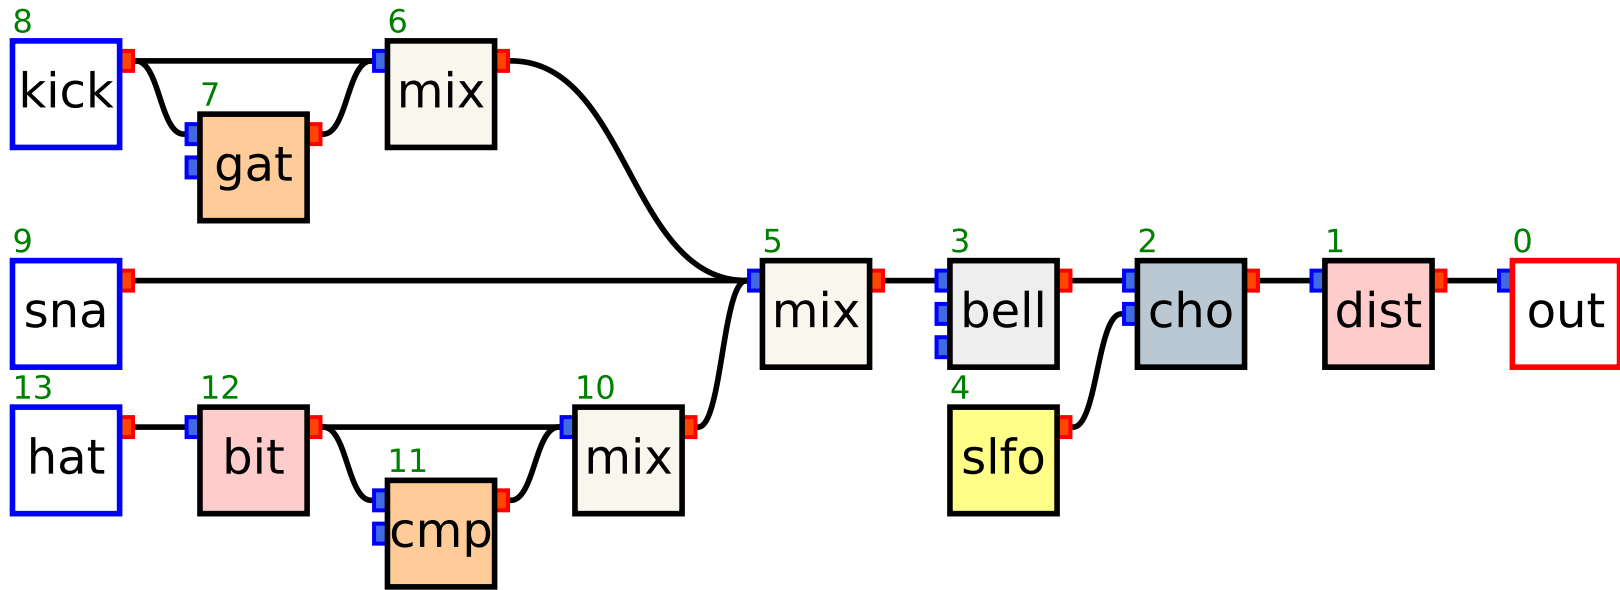 8 6
kick mix
7
gat
9 5 3 2 1 0
sna mix bell cho dist out
13 12 10 4
hat bit mix slfo
11
cmp